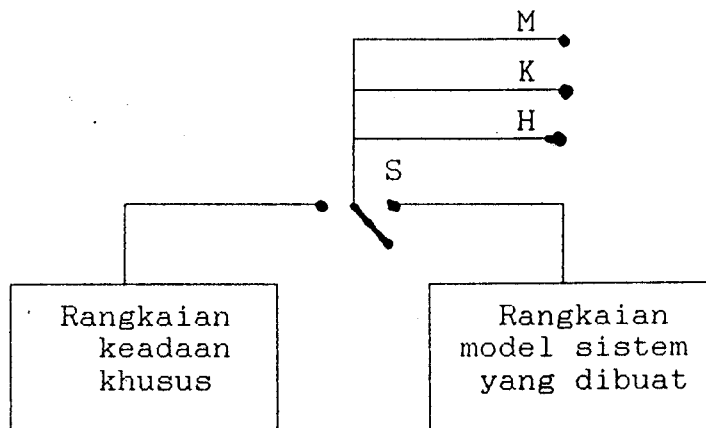 M
K
H
S
Rangkaian
keadaan
khusus
Rangkaian
model sistem
yang dibuat